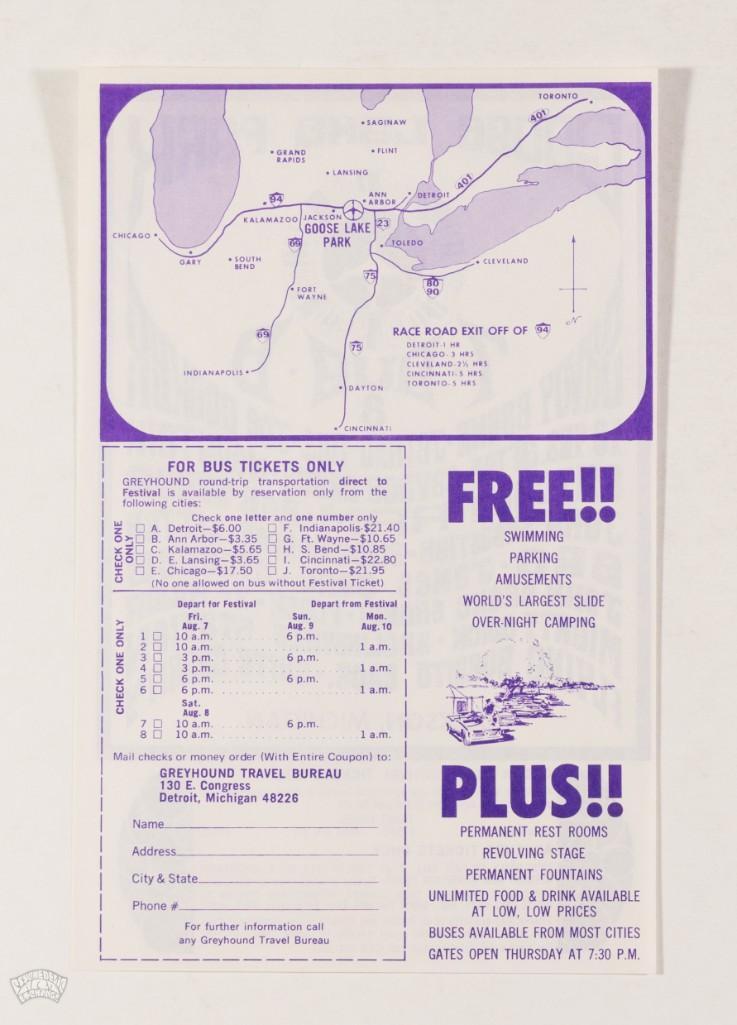 TORONTO
401
SAGINAW
GRAND
RAPIDS
FLINT
LANSING
401
94
ANN
ARBOR
DETROIT
KALAMAZOO
JACKSON
23
GOOSE LAKE
PARK
CHICAGO
GARY
SOUTH
BEND
69
TOLEDO
CLEVELAND
75
80
90
FORT
WAYNE
N
RACE ROAD EXIT OFF OF 94
DETROIT-1 HR
CHICAGO-3 HRS
CLEVELAND-2½ HRS
CINCINNATI-5 HRS
TORONTO-5 HRS
69
75
INDIANAPOLIS
DAYTON
CINCINNATI
FOR BUS TICKETS ONLY
GREYHOUND round-trip transportation direct to
Festival is available by reservation only from the
following cities:
Check one letter and one number only
CHECK ONE
ONLY
A. Detroit—$6.00
B. Ann Arbor—$3.35
C. Kalamazoo—$5.65
D. E. Lansing—$3.65
E. Chicago—$17.50
F. Indianapolis-$21.40
G. Ft. Wayne—$10.65
H. S. Bend—$10.85
I. Cincinnati—$22.80
J. Toronto—$21.95
(No one allowed on bus without Festival Ticket)
CHECK ONE ONLY
Depart for Festival Depart from Festival
Fri. Sun. Mon.
Aug. 7 Aug. 9 Aug. 10
1 10 a.m. 6 p.m.
2 10 a.m. 1 a.m.
3 3 p.m. 6 p.m.
4 3 p.m. 1 a.m.
5 6 p.m. 6 p.m.
6 6 p.m. 1 a.m.
Sat.
Aug. 8
7 10 a.m. 6 p.m.
8 10 a.m. 1 a.m.
Mail checks or money order (With Entire Coupon) to:
GREYHOUND TRAVEL BUREAU
130 E. Congress
Detroit, Michigan 48226
Name
Address
City & State
Phone #
For further information call
any Greyhound Travel Bureau
FREE!!
SWIMMING
PARKING
AMUSEMENTS
WORLD'S LARGEST SLIDE
OVER-NIGHT CAMPING
PLUS!!
PERMANENT REST ROOMS
REVOLVING STAGE
PERMANENT FOUNTAINS
UNLIMITED FOOD & DRINK AVAILABLE
AT LOW, LOW PRICES
BUSES AVAILABLE FROM MOST CITIES
GATES OPEN THURSDAY AT 7:30 P.M.